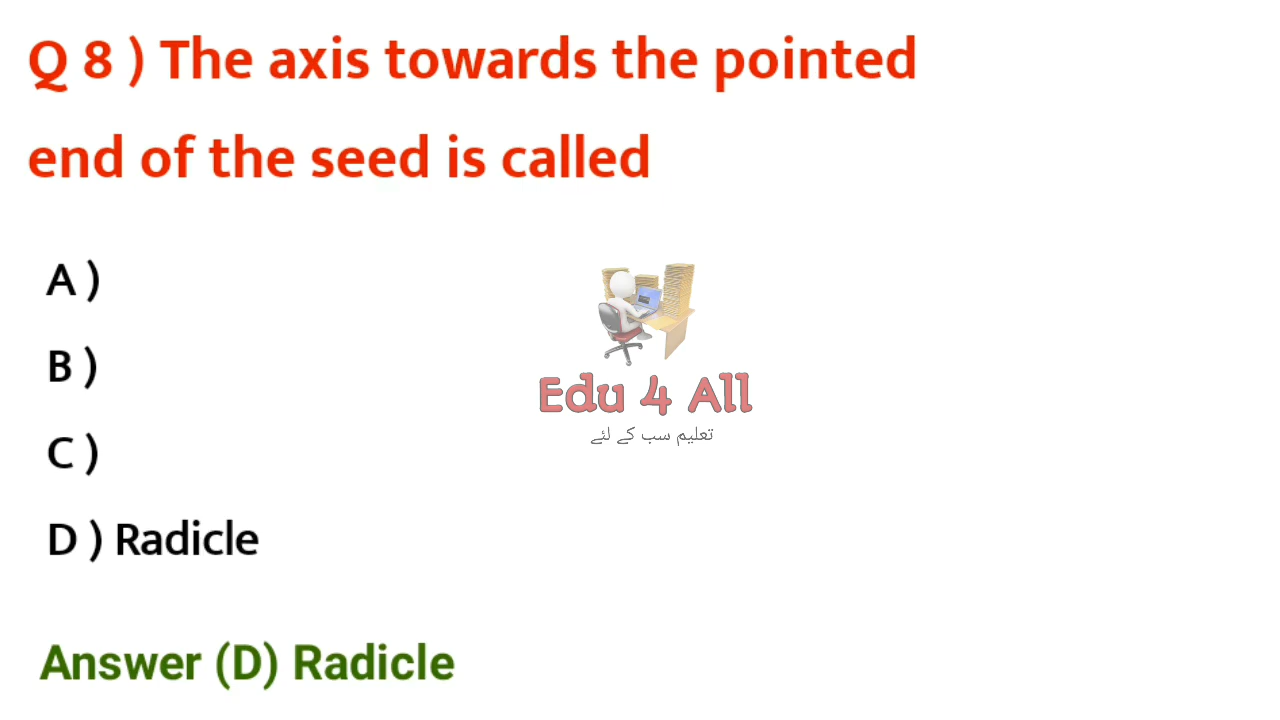 Q 8 ) The axis towards the pointed
end of the seed is called
A )
B )
C )
D ) Radicle
Edu 4 All
تعلیم سب کے لئے
Answer (D) Radicle